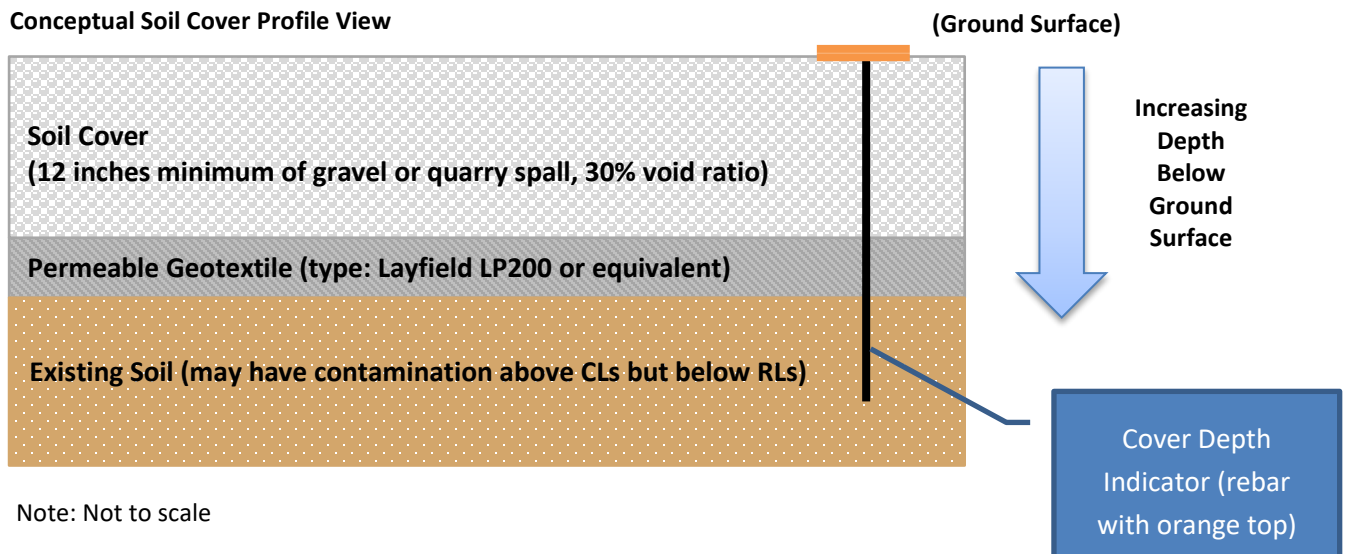 Conceptual Soil Cover Profile View
(Ground Surface)
Soil Cover
(12 inches minimum of gravel or quarry spall, 30% void ratio)
Increasing
Depth
Below
Ground
Surface
Permeable Geotextile (type: Layfield LP200 or equivalent)
Existing Soil (may have contamination above CLs but below RLs)
Cover Depth
Indicator (rebar
with orange top)
Note: Not to scale